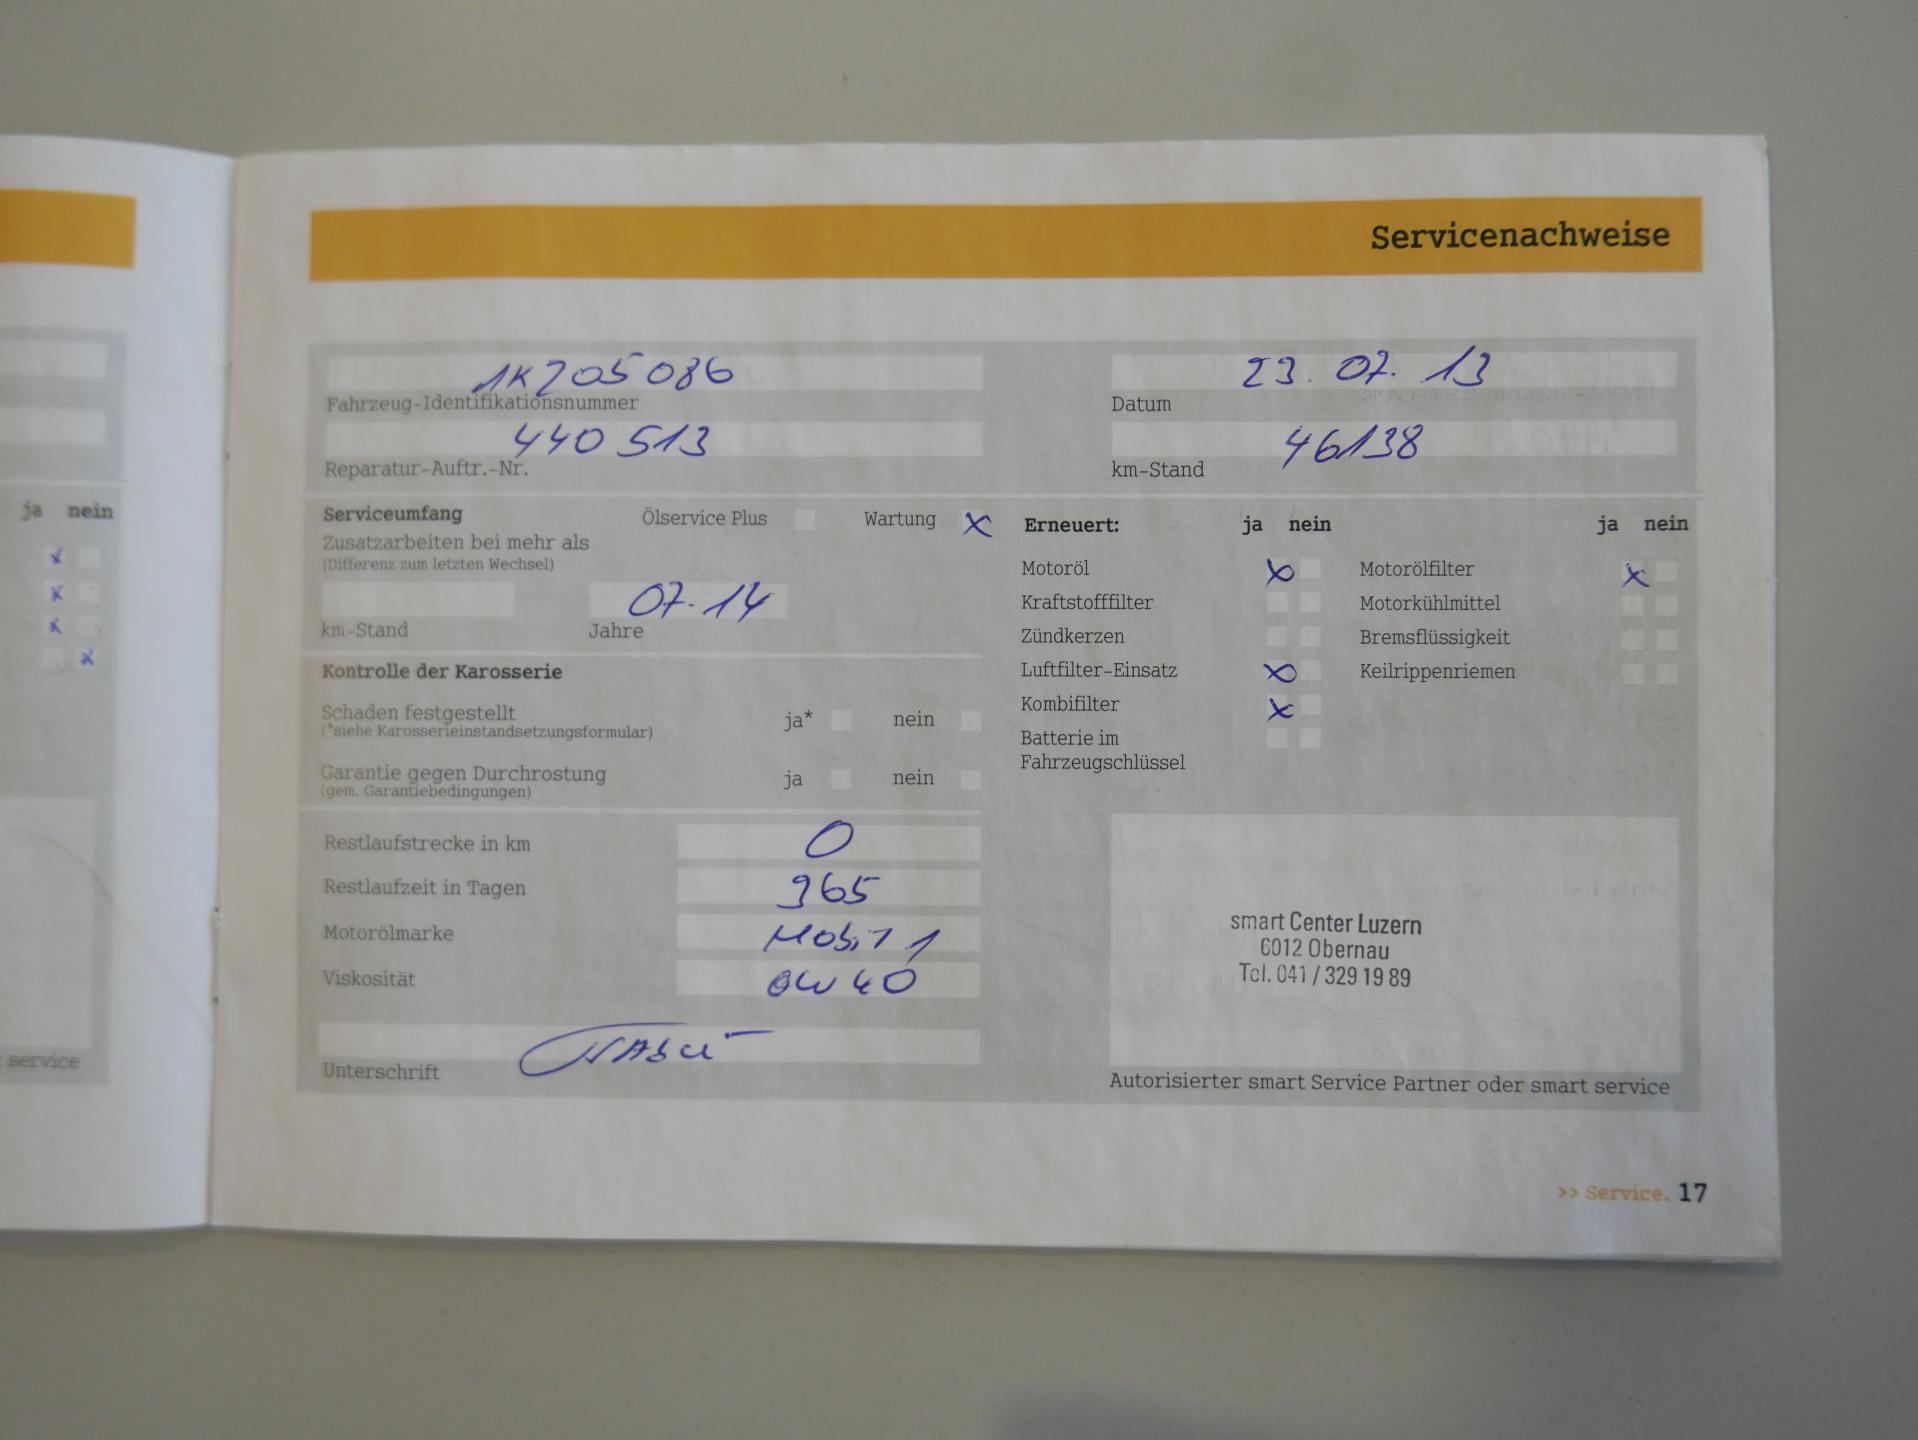 Servicenachweise
1K205086
23.07.13
Fahrzeug-Identifikationsnummer
Datum
440513
46138
Reparatur-Auftr.-Nr.
km-Stand
ja nein
Serviceumfang Ölservice Plus Wartung x
Zusatzarbeiten bei mehr als
(Differenz zum letzten Wechsel)
07.14
km-Stand Jahre
Kontrolle der Karosserie
Schaden festgestellt ja* nein
(*siehe Karosserieinstandsetzungsformular)
Garantie gegen Durchrostung ja nein
(gem. Garantiebedingungen)
Erneuert: ja nein ja nein
Motoröl x Motorölfilter x
Kraftstofffilter Motorkühlmittel
Zündkerzen Bremsflüssigkeit
Luftfilter-Einsatz x Keilrippenriemen
Kombifilter x
Batterie im
Fahrzeugschlüssel
Restlaufstrecke in km 0
Restlaufzeit in Tagen 365
Motorölmarke Mobil 1
Viskosität 0W40
Unterschrift
smart Center Luzern
6012 Obernau
Tel. 041 / 329 19 89
Autorisierter smart Service Partner oder smart service
service
>> Service. 17